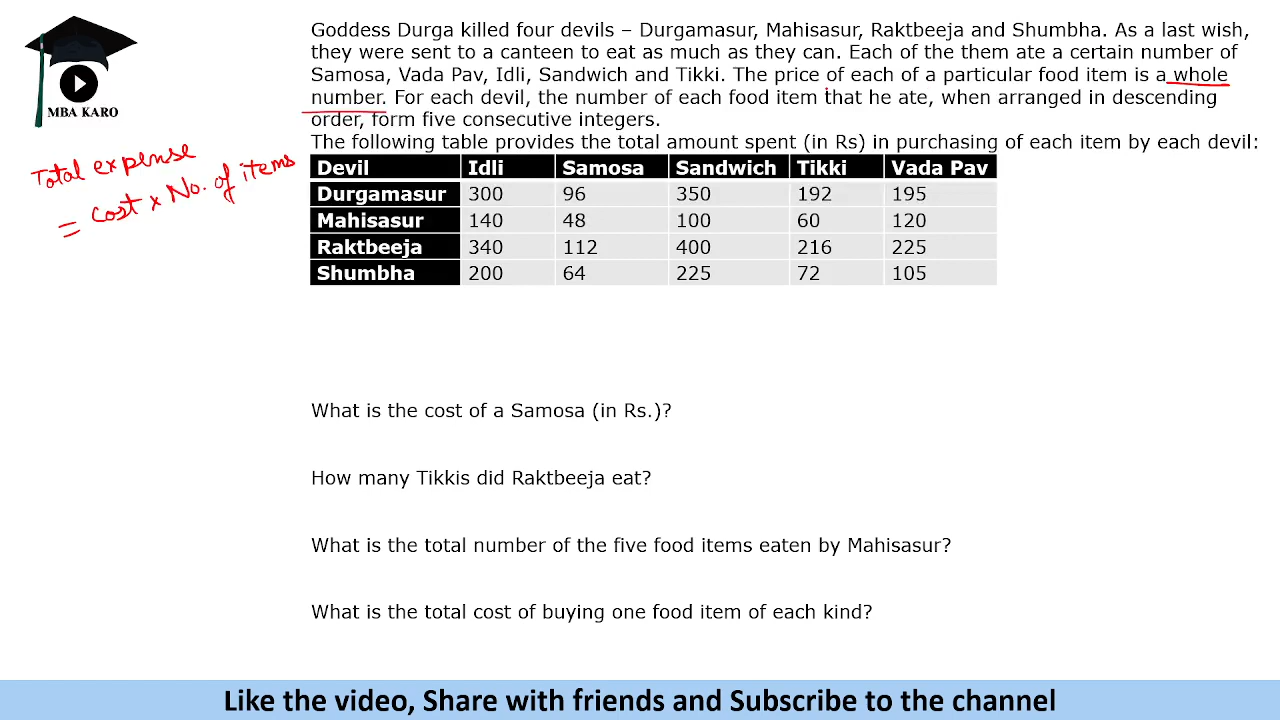 Goddess Durga killed four devils – Durgamasur, Mahisasur, Raktbeeja and Shumbha. As a last wish,
they were sent to a canteen to eat as much as they can. Each of the them ate a certain number of
Samosa, Vada Pav, Idli, Sandwich and Tikki. The price of each of a particular food item is a whole
number. For each devil, the number of each food item that he ate, when arranged in descending
order, form five consecutive integers.
The following table provides the total amount spent (in Rs) in purchasing of each item by each devil:
MBA KARO
Total expense
= cost × No. of items
Devil Idli Samosa Sandwich Tikki Vada Pav
Durgamasur 300 96 350 192 195
Mahisasur 140 48 100 60 120
Raktbeeja 340 112 400 216 225
Shumbha 200 64 225 72 105
What is the cost of a Samosa (in Rs.)?
How many Tikkis did Raktbeeja eat?
What is the total number of the five food items eaten by Mahisasur?
What is the total cost of buying one food item of each kind?
Like the video, Share with friends and Subscribe to the channel